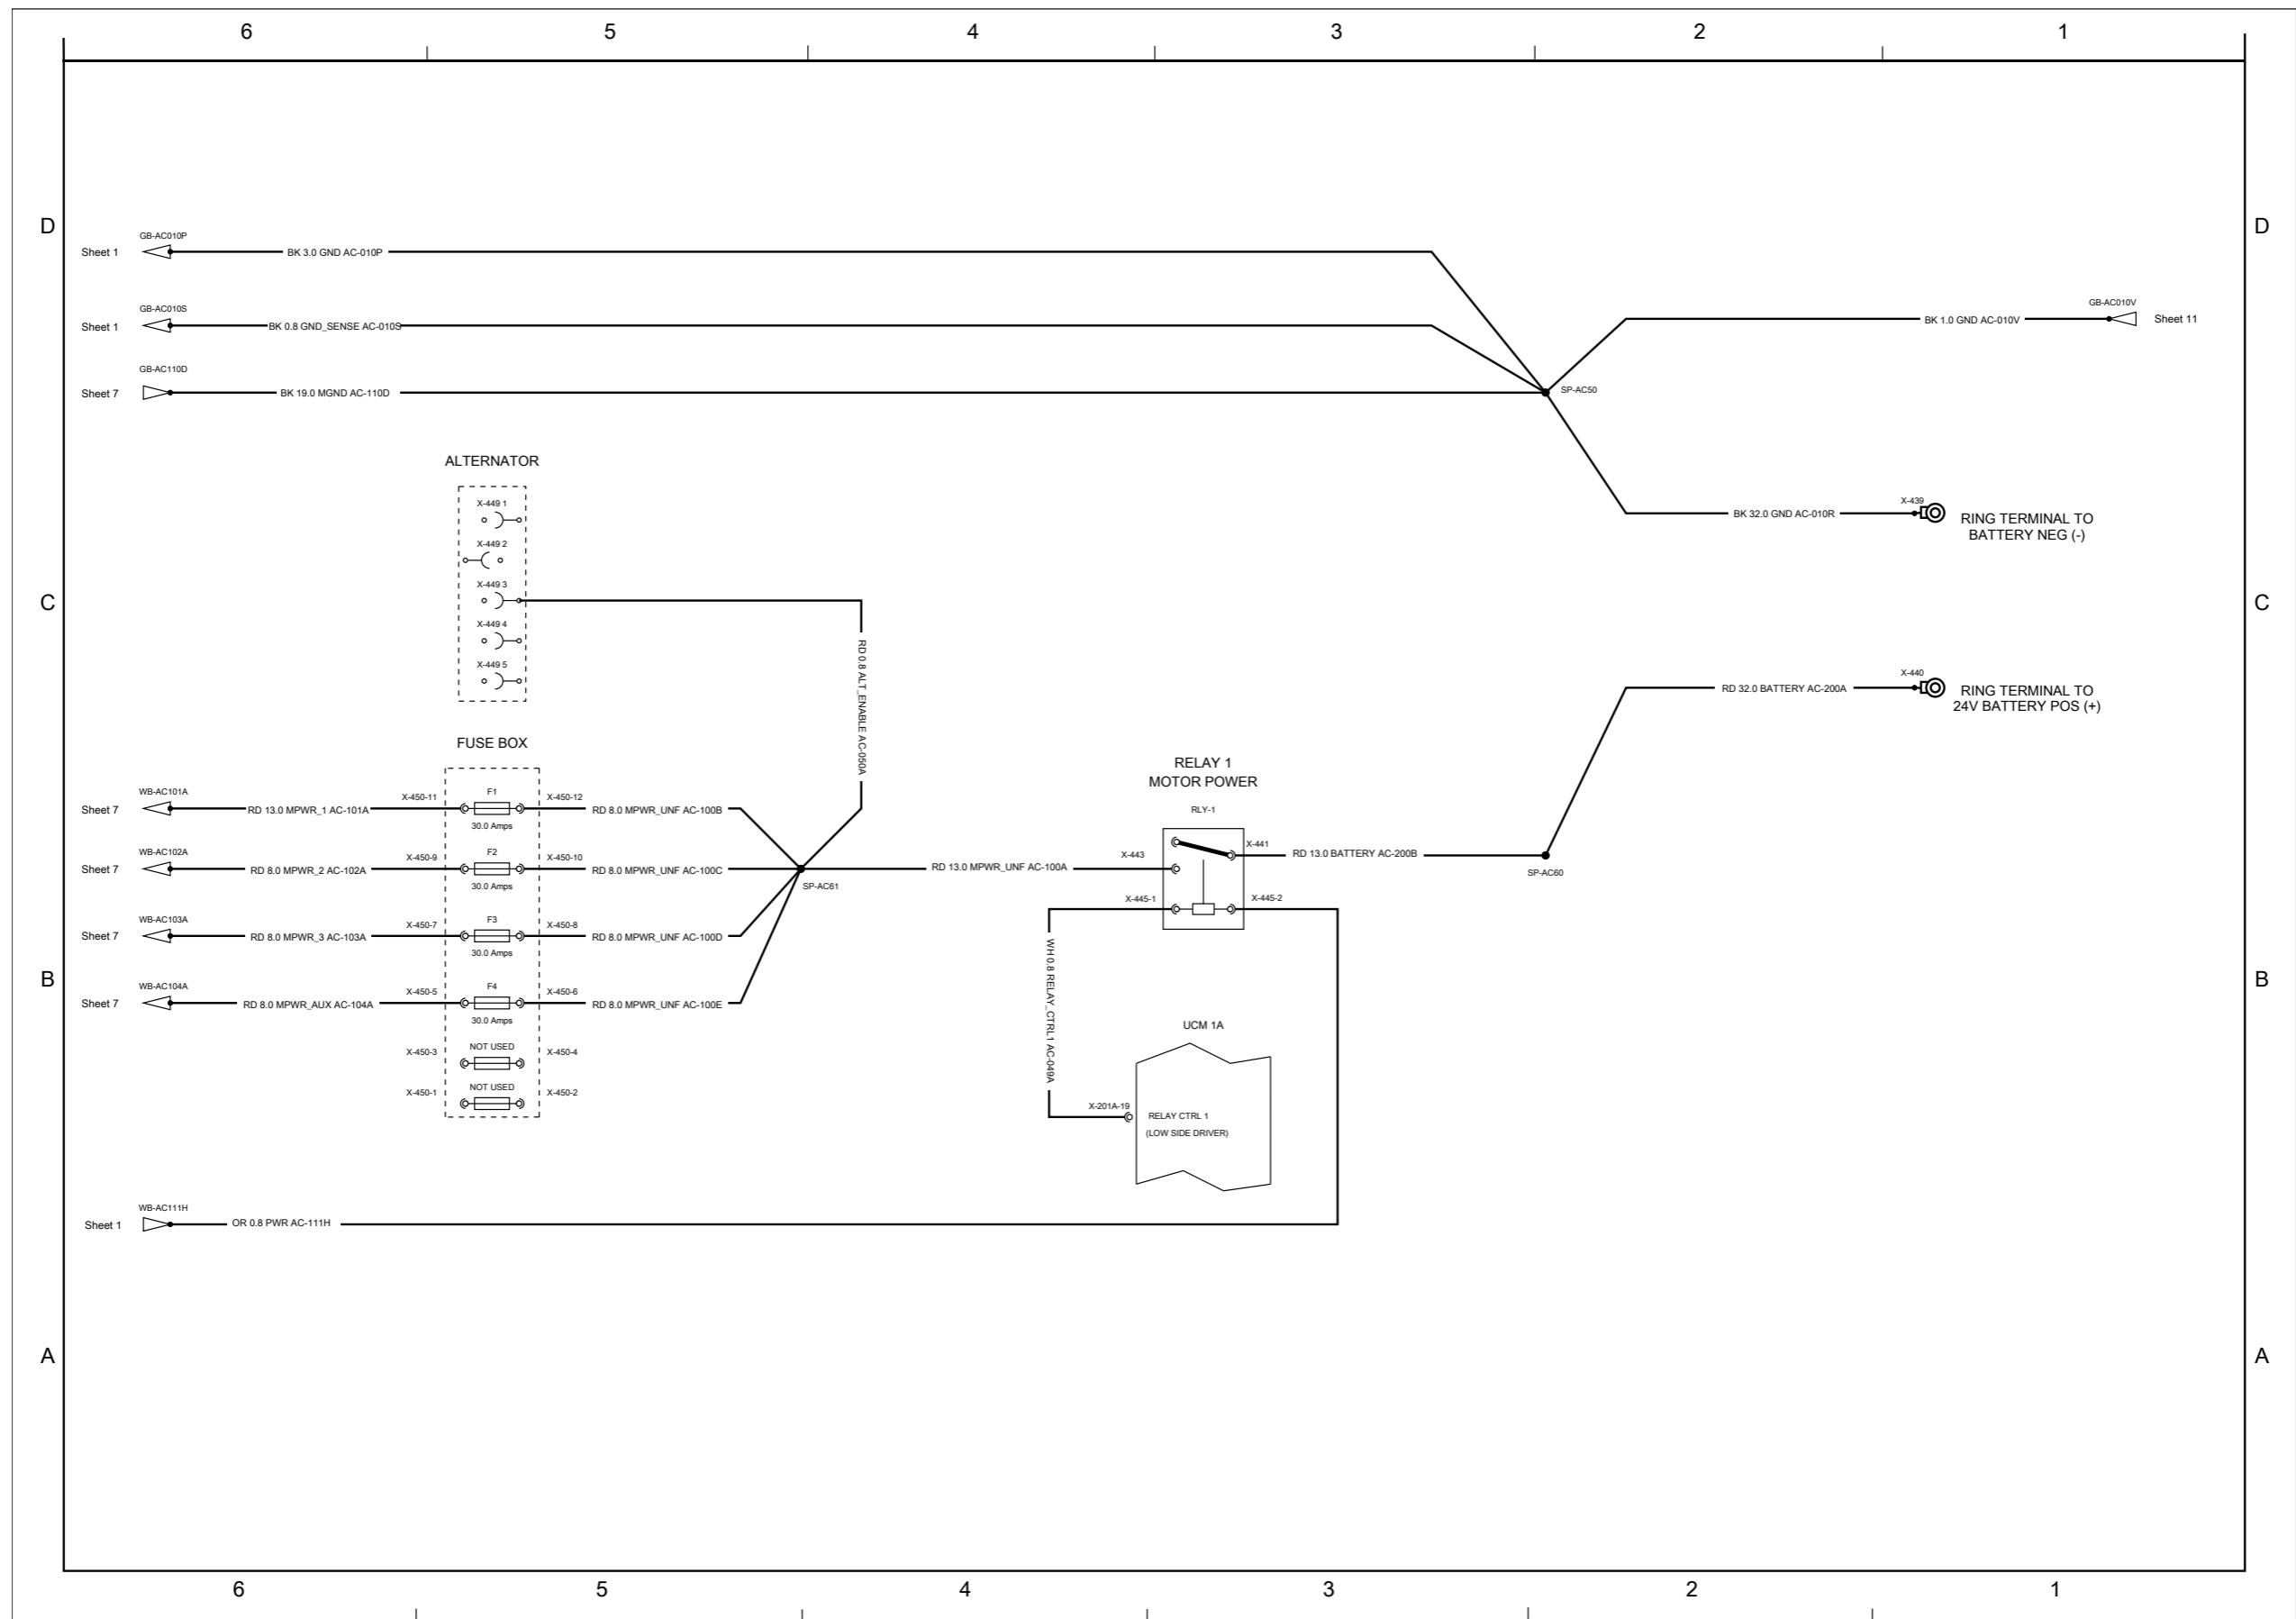 6 5 4 3 2 1
D
D
GB-AC010P
Sheet 1
BK 3.0 GND AC-010P
GB-AC010S
Sheet 1
BK 0.8 GND_SENSE AC-010S
GB-AC010V
BK 1.0 GND AC-010V
Sheet 11
GB-AC110D
Sheet 7
BK 19.0 MGND AC-110D
SP-AC50
ALTERNATOR
X-449 1
X-449 2
X-449 3
X-449 4
X-449 5
X-439
BK 32.0 GND AC-010R
RING TERMINAL TO
BATTERY NEG (-)
C
C
RD 0.8 ALT_ENABLE AC-050A
X-440
RD 32.0 BATTERY AC-200A
RING TERMINAL TO
24V BATTERY POS (+)
FUSE BOX
RELAY 1
MOTOR POWER
RLY-1
WB-AC101A
Sheet 7
RD 13.0 MPWR_1 AC-101A
X-450-11
F1
30.0 Amps
X-450-12
RD 8.0 MPWR_UNF AC-100B
WB-AC102A
Sheet 7
RD 8.0 MPWR_2 AC-102A
X-450-9
F2
30.0 Amps
X-450-10
RD 8.0 MPWR_UNF AC-100C
SP-AC61
RD 13.0 MPWR_UNF AC-100A
X-443
X-441
RD 13.0 BATTERY AC-200B
SP-AC60
X-445-1
X-445-2
WB-AC103A
Sheet 7
RD 8.0 MPWR_3 AC-103A
X-450-7
F3
30.0 Amps
X-450-8
RD 8.0 MPWR_UNF AC-100D
B
B
WB-AC104A
Sheet 7
RD 8.0 MPWR_AUX AC-104A
X-450-5
F4
30.0 Amps
X-450-6
RD 8.0 MPWR_UNF AC-100E
X-450-3
NOT USED
X-450-4
X-450-1
NOT USED
X-450-2
WH 0.8 RELAY_CTRL1 AC-049A
UCM 1A
X-201A-19
RELAY CTRL 1
(LOW SIDE DRIVER)
WB-AC111H
Sheet 1
OR 0.8 PWR AC-111H
A
A
6 5 4 3 2 1